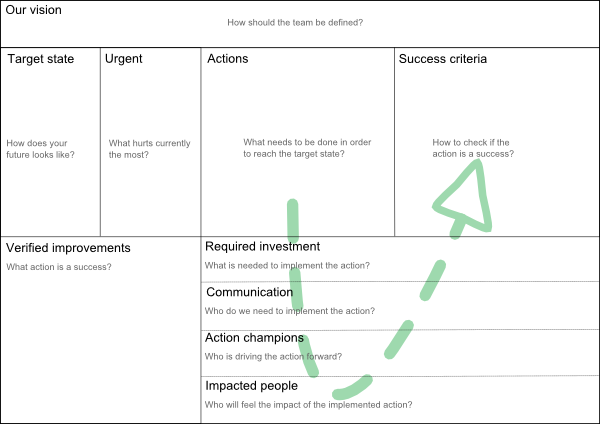 Our vision
How should the team be defined?
Target state
Urgent
Actions
Success criteria
How does your
future looks like?
What hurts currently
the most?
What needs to be done in order
to reach the target state?
How to check if the
action is a success?
Verified improvements
What action is a success?
Required investment
What is needed to implement the action?
Communication
Who do we need to implement the action?
Action champions
Who is driving the action forward?
Impacted people
Who will feel the impact of the implemented action?